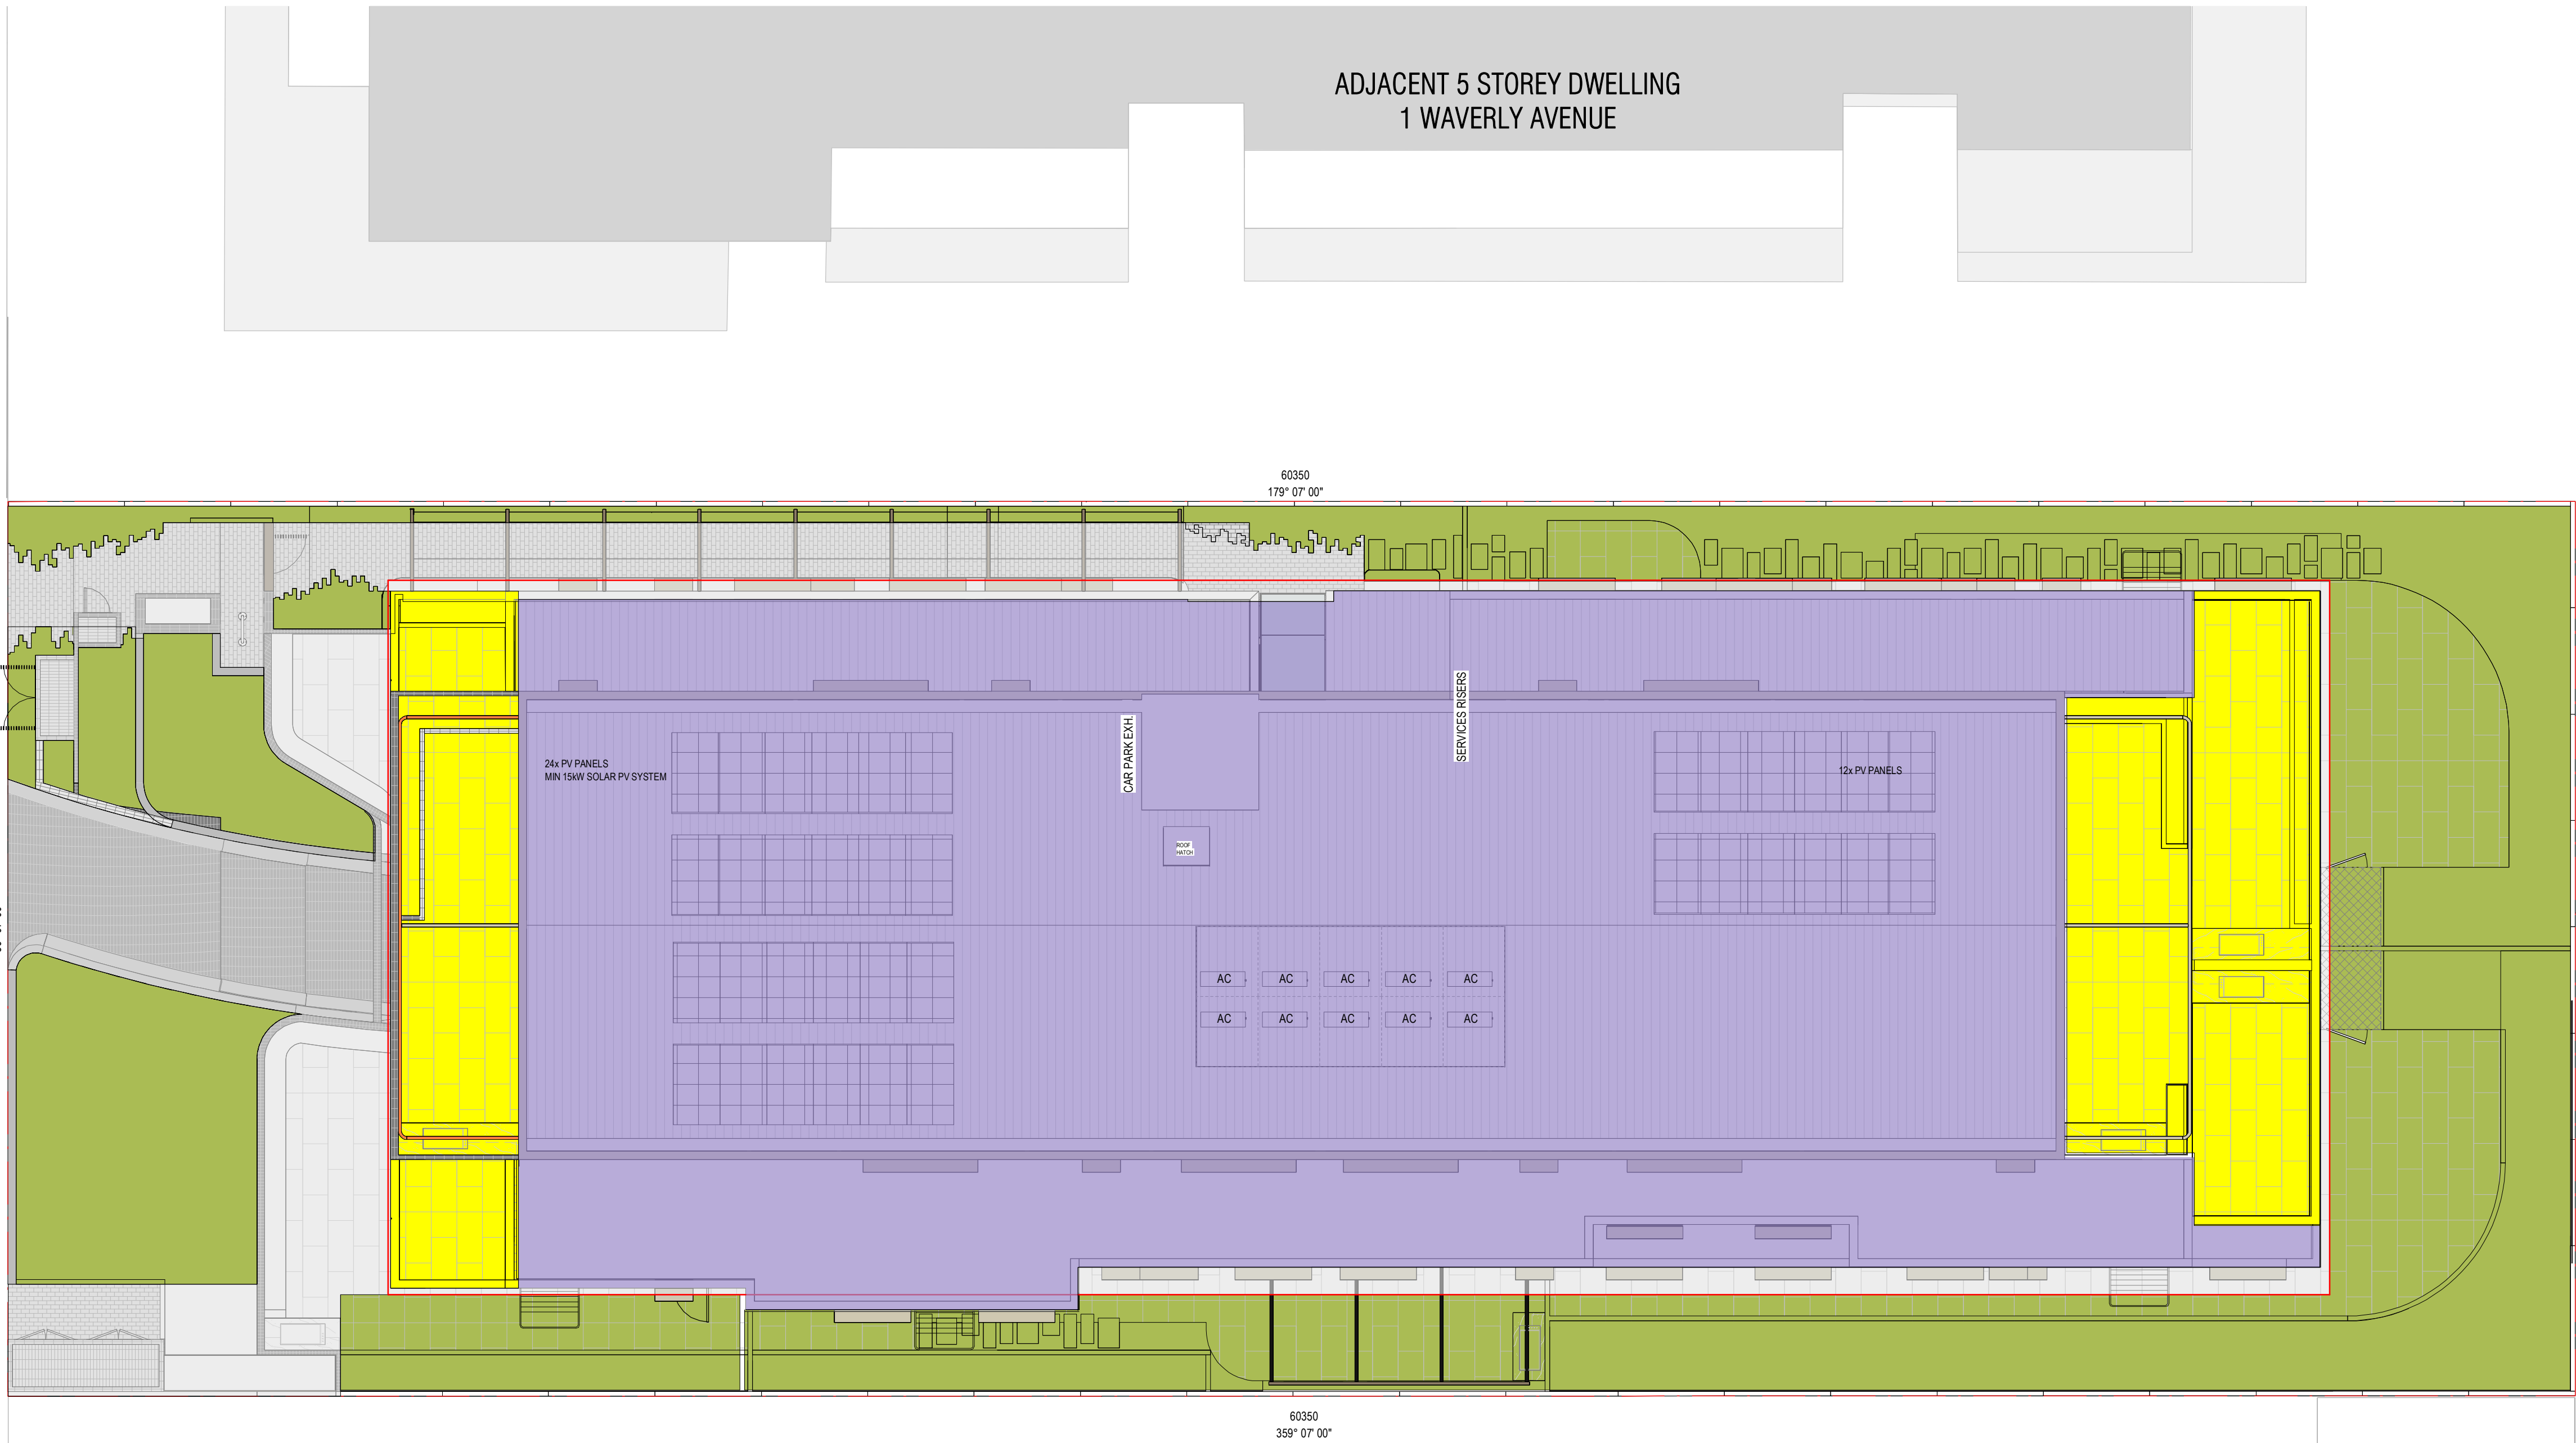 ADJACENT 5 STOREY DWELLING
1 WAVERLY AVENUE
60350
179° 07' 00"
SERVICES RISERS
CAR PARK EXH.
24x PV PANELS
MIN 15kW SOLAR PV SYSTEM
12x PV PANELS
ROOF
HATCH
AC AC AC AC AC
AC AC AC AC AC
60350
359° 07' 00"